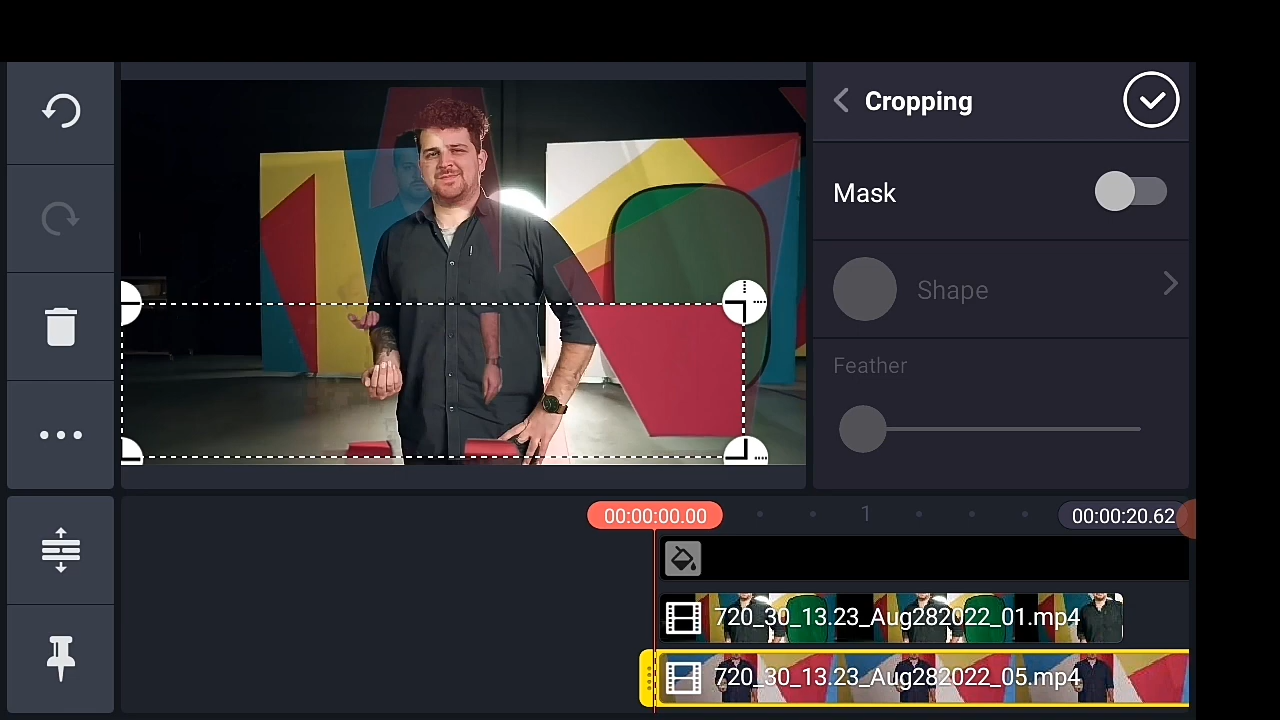 Cropping
Mask
Shape
Feather
00:00:00.00
1
00:00:20.62
720_30_13.23_Aug282022_01.mp4
720_30_13.23_Aug282022_05.mp4